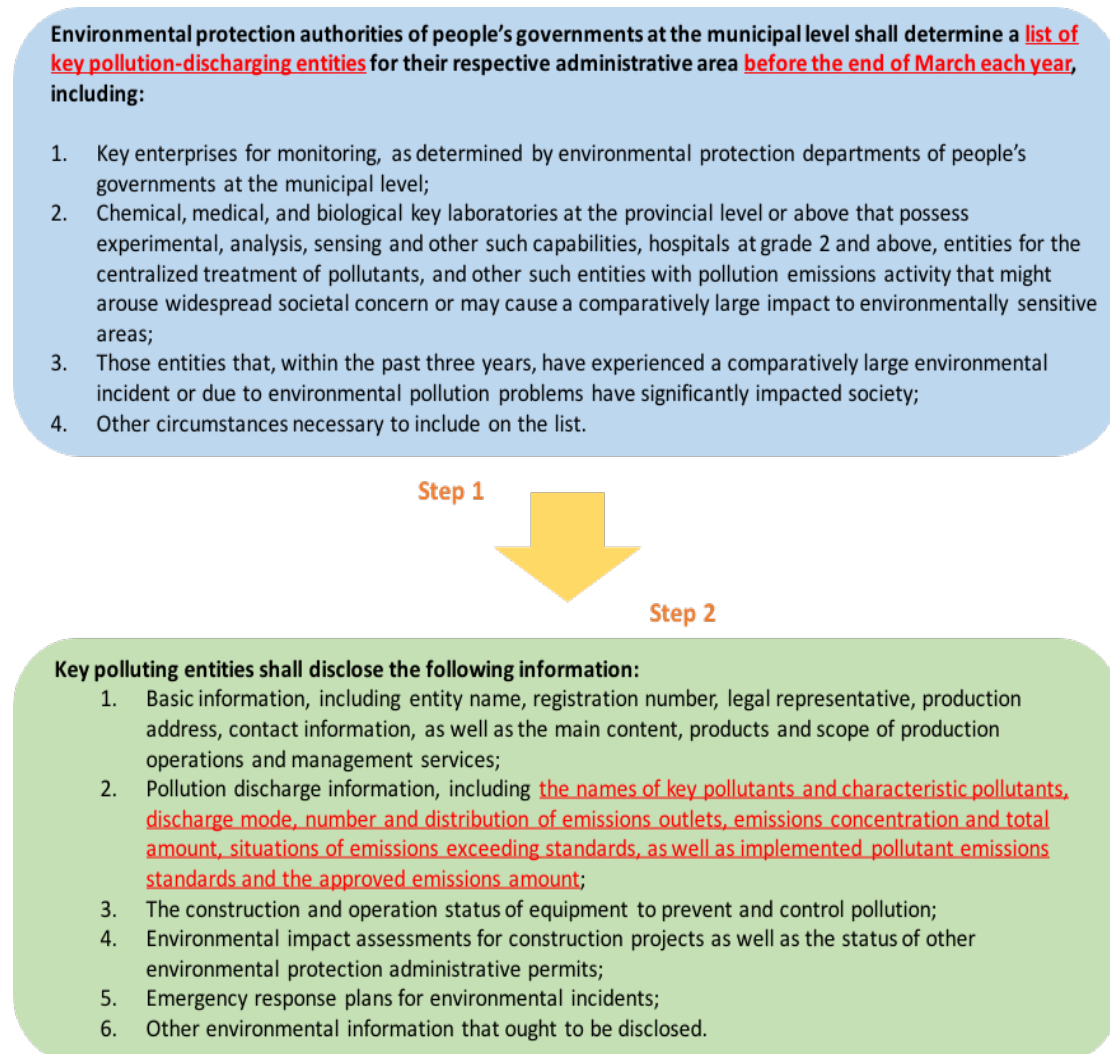 Environmental protection authorities of people's governments at the municipal level shall determine a list of
key pollution-discharging entities for their respective administrative area before the end of March each year,
including:
1. Key enterprises for monitoring, as determined by environmental protection departments of people's
governments at the municipal level;
2. Chemical, medical, and biological key laboratories at the provincial level or above that possess
experimental, analysis, sensing and other such capabilities, hospitals at grade 2 and above, entities for the
centralized treatment of pollutants, and other such entities with pollution emissions activity that might
arouse widespread societal concern or may cause a comparatively large impact to environmentally sensitive
areas;
3. Those entities that, within the past three years, have experienced a comparatively large environmental
incident or due to environmental pollution problems have significantly impacted society;
4. Other circumstances necessary to include on the list.
Step 1
Step 2
Key polluting entities shall disclose the following information:
1. Basic information, including entity name, registration number, legal representative, production
address, contact information, as well as the main content, products and scope of production
operations and management services;
2. Pollution discharge information, including the names of key pollutants and characteristic pollutants,
discharge mode, number and distribution of emissions outlets, emissions concentration and total
amount, situations of emissions exceeding standards, as well as implemented pollutant emissions
standards and the approved emissions amount;
3. The construction and operation status of equipment to prevent and control pollution;
4. Environmental impact assessments for construction projects as well as the status of other
environmental protection administrative permits;
5. Emergency response plans for environmental incidents;
6. Other environmental information that ought to be disclosed.